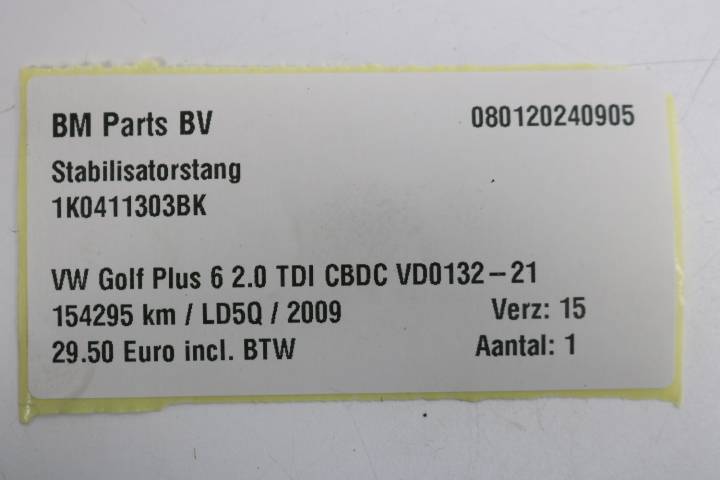 BM Parts BV 080120240905
Stabilisatorstang
1K0411303BK
VW Golf Plus 6 2.0 TDI CBDC VD0132-21
154295 km / LD5Q / 2009 Verz: 15
29.50 Euro incl. BTW Aantal: 1